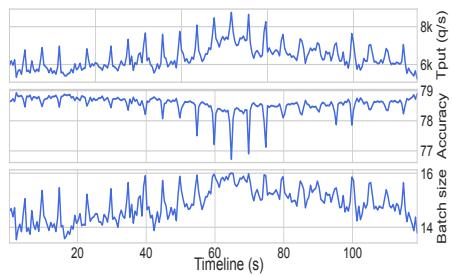 8k
6k
Tput (q/s)
79
78
77
Accuracy
16
14
Batch size
20 40 60 80 100
Timeline (s)